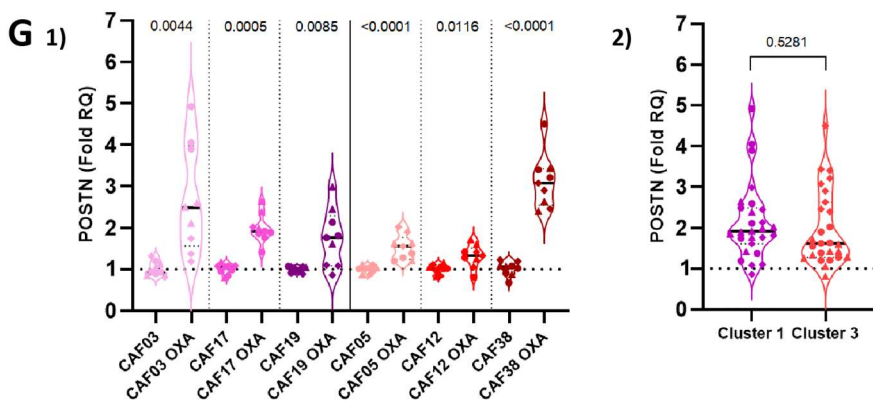 G 1)
0.0044 0.0005 0.0085 <0.0001 0.0116 <0.0001
POSTN (Fold RQ)
7
6
5
4
3
2
1
0
CAF03
CAF03 OXA
CAF17
CAF17 OXA
CAF19
CAF19 OXA
CAF05
CAF05 OXA
CAF12
CAF12 OXA
CAF38
CAF38 OXA
2)
0.5281
POSTN (Fold RQ)
7
6
5
4
3
2
1
0
Cluster 1 Cluster 3